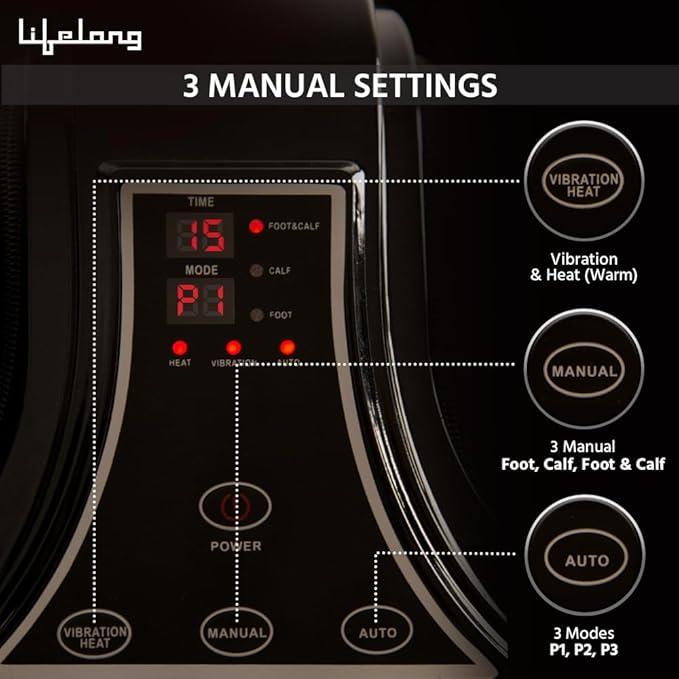 Lifelong
3 MANUAL SETTINGS
TIME
15
FOOT&CALF
MODE
CALF
P1
FOOT
HEAT
VIBRATION
AUTO
POWER
VIBRATION
HEAT
MANUAL
AUTO
VIBRATION
HEAT
Vibration
& Heat (Warm)
MANUAL
3 Manual
Foot, Calf, Foot & Calf
AUTO
3 Modes
P1, P2, P3